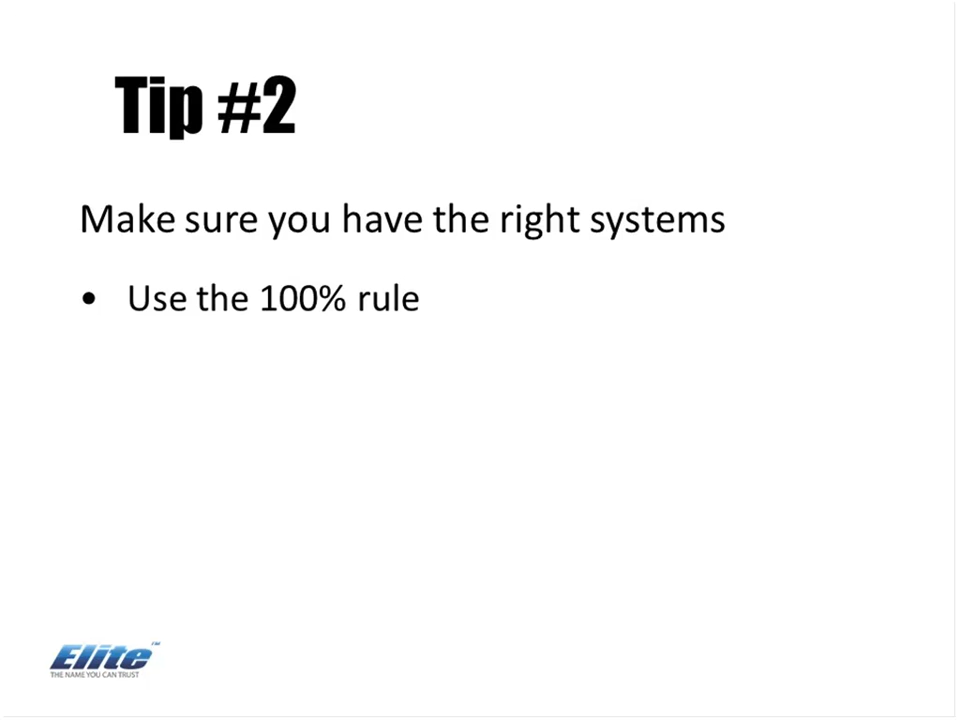 Tip #2
Make sure you have the right systems
• Use the 100% rule
Elite™
THE NAME YOU CAN TRUST